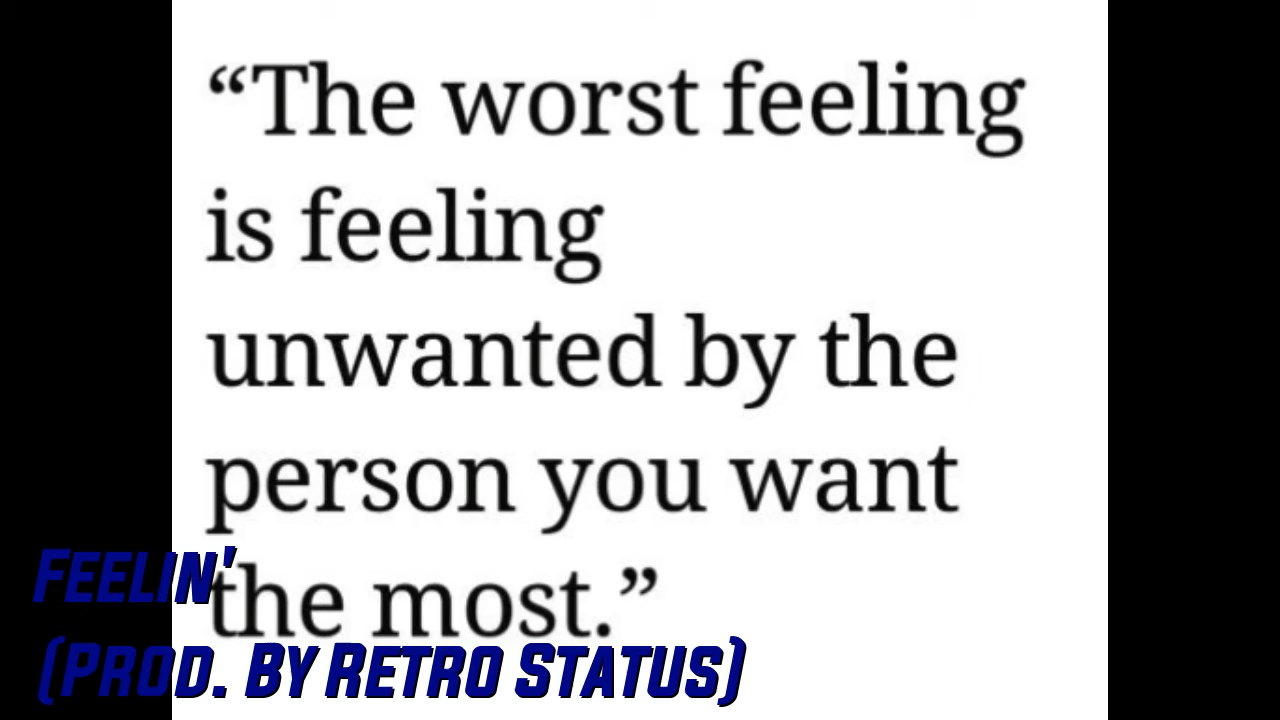 “The worst feeling
is feeling
unwanted by the
person you want
the most.”
FEELIN'
(PROD. BY RETRO STATUS)